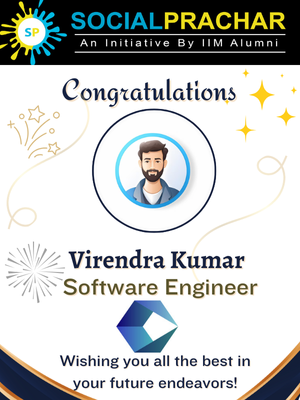 SP
SOCIALPRACHAR
An Initiative By IIM Alumni
Congratulations
Virendra Kumar
Software Engineer
Wishing you all the best in
your future endeavors!